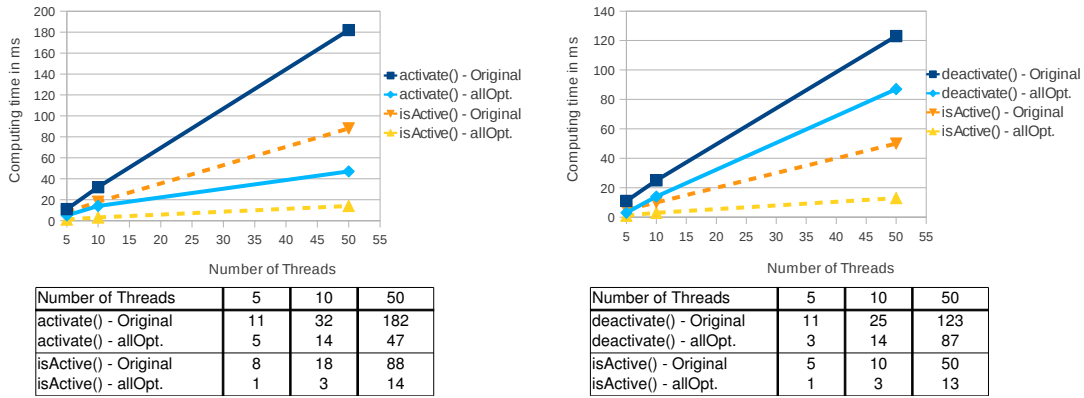 Computing time in ms
200
180
160
140
120
100
80
60
40
20
0
5 10 15 20 25 30 35 40 45 50 55
Number of Threads
activate() - Original
activate() - allOpt.
isActive() - Original
isActive() - allOpt.
Number of Threads 5 10 50
activate() - Original 11 32 182
activate() - allOpt. 5 14 47
isActive() - Original 8 18 88
isActive() - allOpt. 1 3 14
Computing time in ms
140
120
100
80
60
40
20
0
5 10 15 20 25 30 35 40 45 50 55
Number of Threads
deactivate() - Original
deactivate() - allOpt.
isActive() - Original
isActive() - allOpt.
Number of Threads 5 10 50
deactivate() - Original 11 25 123
deactivate() - allOpt. 3 14 87
isActive() - Original 5 10 50
isActive() - allOpt. 1 3 13